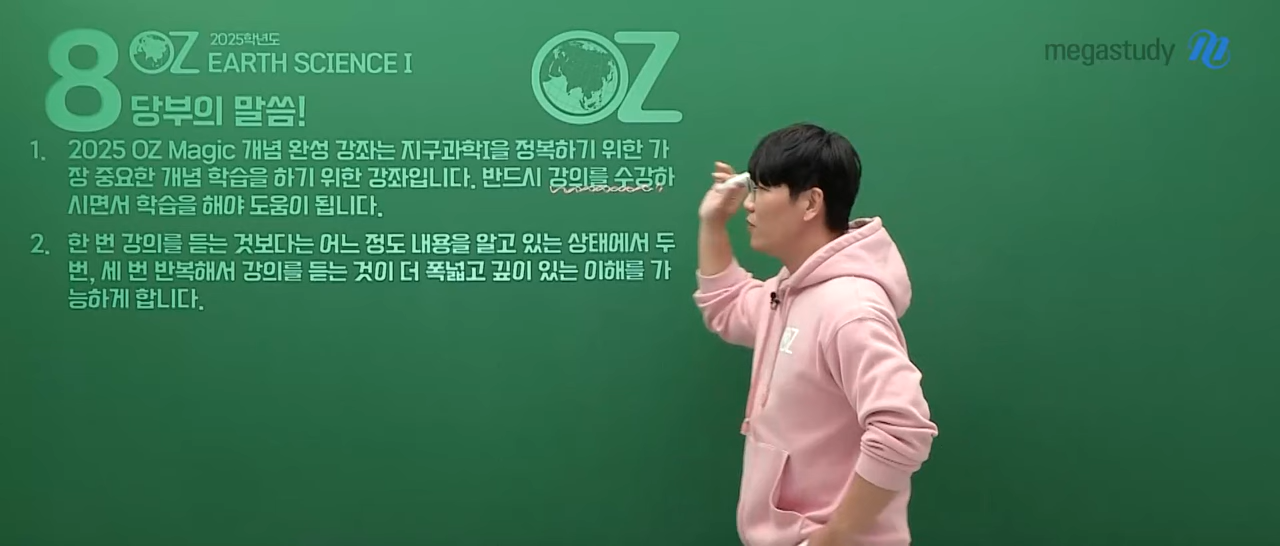 8 OZ 2025학년도
EARTH SCIENCE I
당부의 말씀!
OZ
megastudy
1. 2025 OZ Magic 개념 완성 강좌는 지구과학I을 정복하기 위한 가
장 중요한 개념 학습을 하기 위한 강좌입니다. 반드시 강의를 수강하
시면서 학습을 해야 도움이 됩니다.
2. 한 번 강의를 듣는 것보다는 어느 정도 내용을 알고 있는 상태에서 두
번, 세 번 반복해서 강의를 듣는 것이 더 폭넓고 깊이 있는 이해를 가
능하게 합니다.
OZ